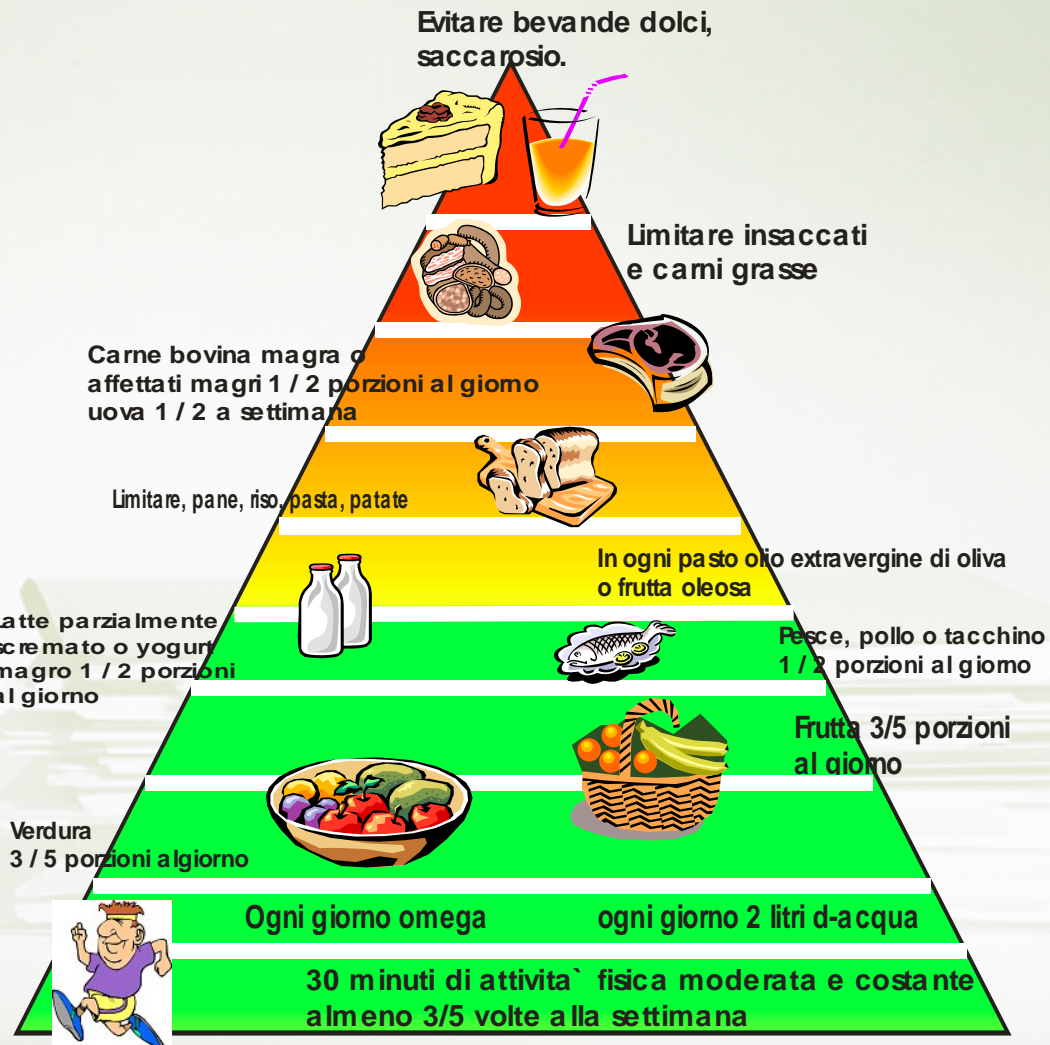 Evitare bevande dolci,
saccarosio.
Limitare insaccati
e carni grasse
Carne bovina magra o
affettati magri 1 / 2 porzioni al giorno
uova 1 / 2 a settimana
Limitare, pane, riso, pasta, patate
In ogni pasto olio extravergine di oliva
o frutta oleosa
Latte parzialmente
scremato o yogurt
magro 1 / 2 porzioni
al giorno
Pesce, pollo o tacchino
1 / 2 porzioni al giorno
Frutta 3/5 porzioni
al giorno
Verdura
3 / 5 porzioni algiorno
Ogni giorno omega
ogni giorno 2 litri d-acqua
30 minuti di attivita` fisica moderata e costante
almeno 3/5 volte alla settimana